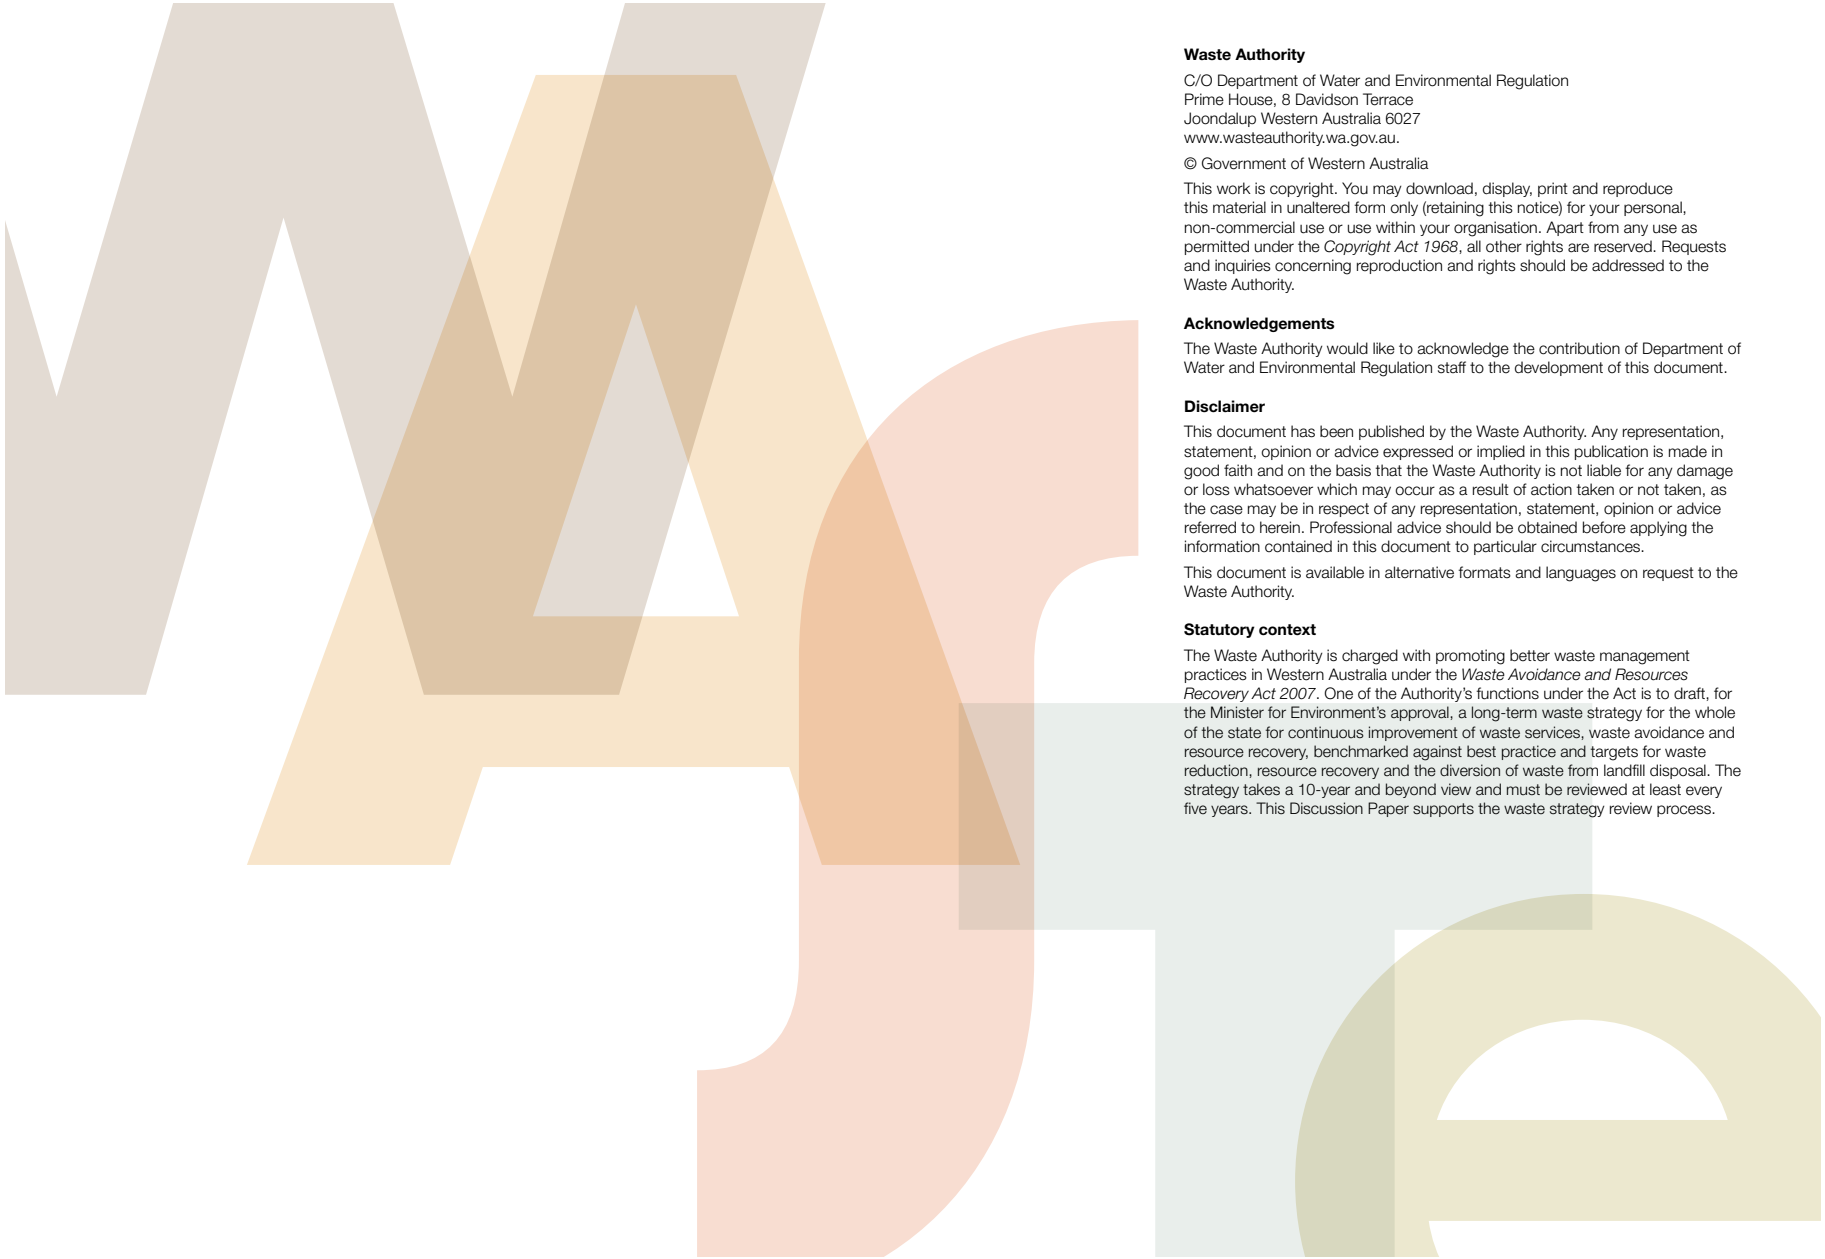 WASTe
Waste Authority
C/O Department of Water and Environmental Regulation
Prime House, 8 Davidson Terrace
Joondalup Western Australia 6027
www.wasteauthority.wa.gov.au.
© Government of Western Australia
This work is copyright. You may download, display, print and reproduce
this material in unaltered form only (retaining this notice) for your personal,
non-commercial use or use within your organisation. Apart from any use as
permitted under the Copyright Act 1968, all other rights are reserved. Requests
and inquiries concerning reproduction and rights should be addressed to the
Waste Authority.
Acknowledgements
The Waste Authority would like to acknowledge the contribution of Department of
Water and Environmental Regulation staff to the development of this document.
Disclaimer
This document has been published by the Waste Authority. Any representation,
statement, opinion or advice expressed or implied in this publication is made in
good faith and on the basis that the Waste Authority is not liable for any damage
or loss whatsoever which may occur as a result of action taken or not taken, as
the case may be in respect of any representation, statement, opinion or advice
referred to herein. Professional advice should be obtained before applying the
information contained in this document to particular circumstances.
This document is available in alternative formats and languages on request to the
Waste Authority.
Statutory context
The Waste Authority is charged with promoting better waste management
practices in Western Australia under the Waste Avoidance and Resources
Recovery Act 2007. One of the Authority's functions under the Act is to draft, for
the Minister for Environment's approval, a long-term waste strategy for the whole
of the state for continuous improvement of waste services, waste avoidance and
resource recovery, benchmarked against best practice and targets for waste
reduction, resource recovery and the diversion of waste from landfill disposal. The
strategy takes a 10-year and beyond view and must be reviewed at least every
five years. This Discussion Paper supports the waste strategy review process.